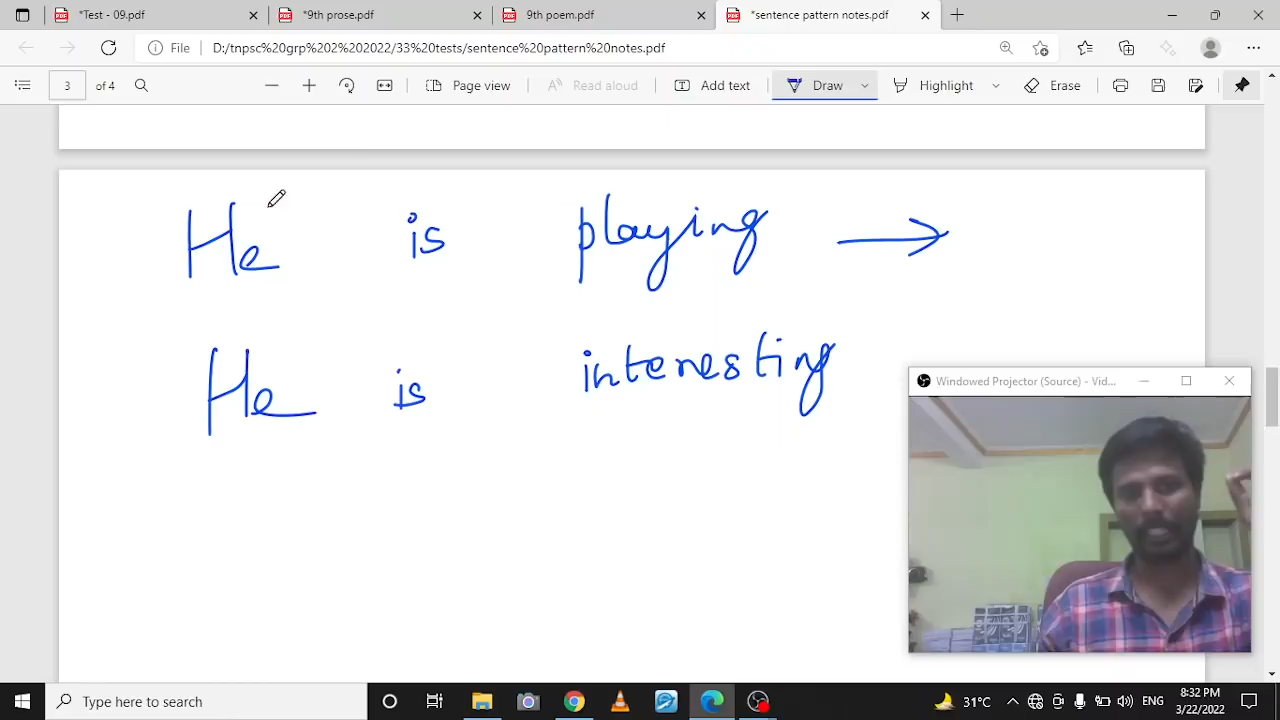 *Test - 09.pdf
*9th prose.pdf
9th poem.pdf
*sentence pattern notes.pdf
File
D:/tnpsc%20grp%202%202022/33%20tests/sentence%20pattern%20notes.pdf
3 of 4
Page view
Read aloud
Add text
Draw
Highlight
Erase
He is playing →
He is interesting
Windowed Projector (Source) - Vid...
Type here to search
31°C
ENG
8:32 PM
3/22/2022